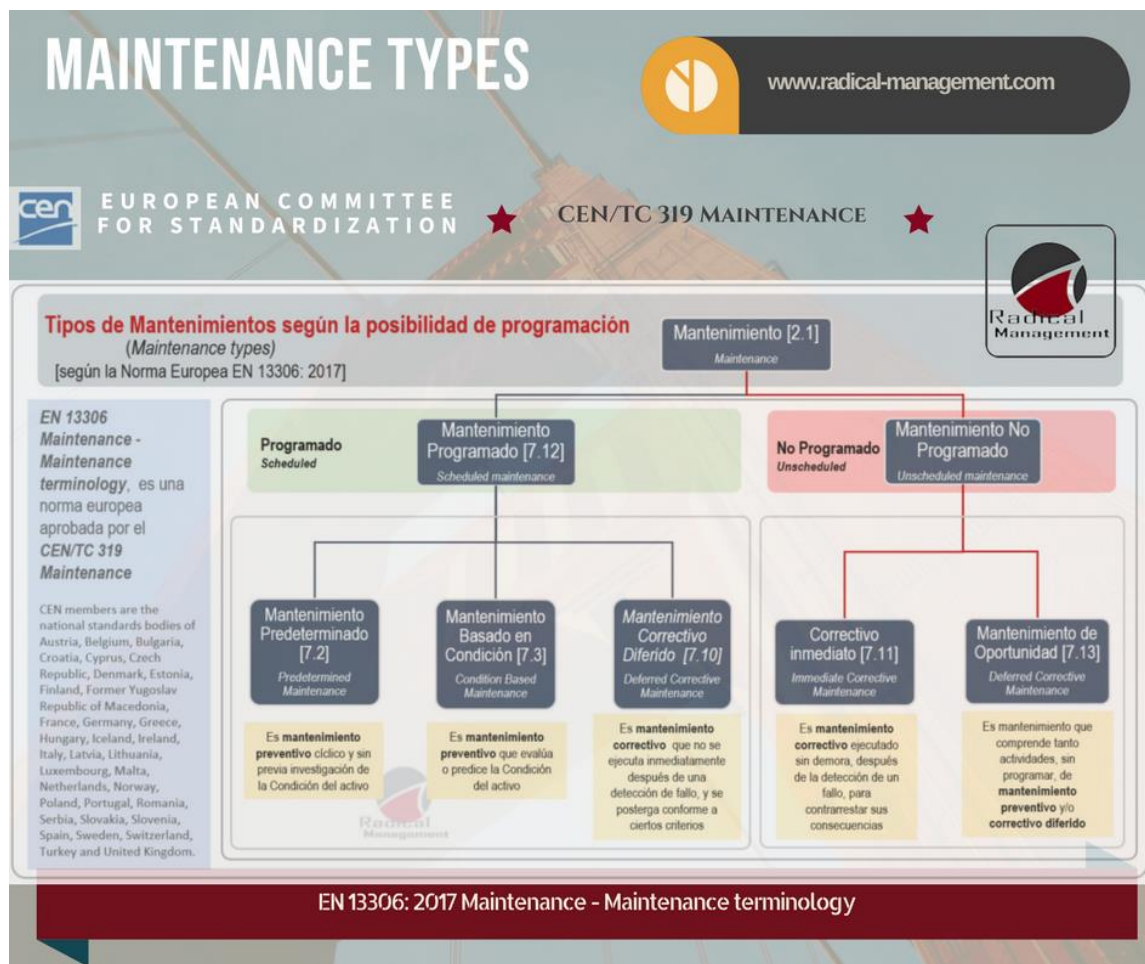 MAINTENANCE TYPES
www.radical-management.com
cen
EUROPEAN COMMITTEE
FOR STANDARDIZATION
CEN/TC 319 MAINTENANCE
Radical
Management
Tipos de Mantenimientos según la posibilidad de programación
(Maintenance types)
[según la Norma Europea EN 13306: 2017]
Mantenimiento [2.1]
Maintenance
EN 13306
Maintenance -
Maintenance
terminology, es una
norma europea
aprobada por el
CEN/TC 319
Maintenance
CEN members are the
national standards bodies of
Austria, Belgium, Bulgaria,
Croatia, Cyprus, Czech
Republic, Denmark, Estonia,
Finland, Former Yugoslav
Republic of Macedonia,
France, Germany, Greece,
Hungary, Iceland, Ireland,
Italy, Latvia, Lithuania,
Luxembourg, Malta,
Netherlands, Norway,
Poland, Portugal, Romania,
Serbia, Slovakia, Slovenia,
Spain, Sweden, Switzerland,
Turkey and United Kingdom.
Programado
Scheduled
Mantenimiento
Programado [7.12]
Scheduled maintenance
No Programado
Unscheduled
Mantenimiento No
Programado
Unscheduled maintenance
Mantenimiento
Predeterminado
[7.2]
Predetermined
Maintenance
Es mantenimiento
preventivo cíclico y sin
previa investigación de
la Condición del activo
Mantenimiento
Basado en
Condición [7.3]
Condition Based
Maintenance
Es mantenimiento
preventivo que evalúa
o predice la Condición
del activo
Mantenimiento
Correctivo
Diferido [7.10]
Deferred Corrective
Maintenance
Es mantenimiento
correctivo que no se
ejecuta inmediatamente
después de una
detección de fallo, y se
posterga conforme a
ciertos criterios
Correctivo
inmediato [7.11]
Immediate Corrective
Maintenance
Es mantenimiento
correctivo ejecutado
sin demora, después
de la detección de un
fallo, para
contrarrestar sus
consecuencias
Mantenimiento de
Oportunidad [7.13]
Deferred Corrective
Maintenance
Es mantenimiento que
comprende tanto
actividades, sin
programar, de
mantenimiento
preventivo y/o
correctivo diferido
Radical
Management
EN 13306: 2017 Maintenance - Maintenance terminology